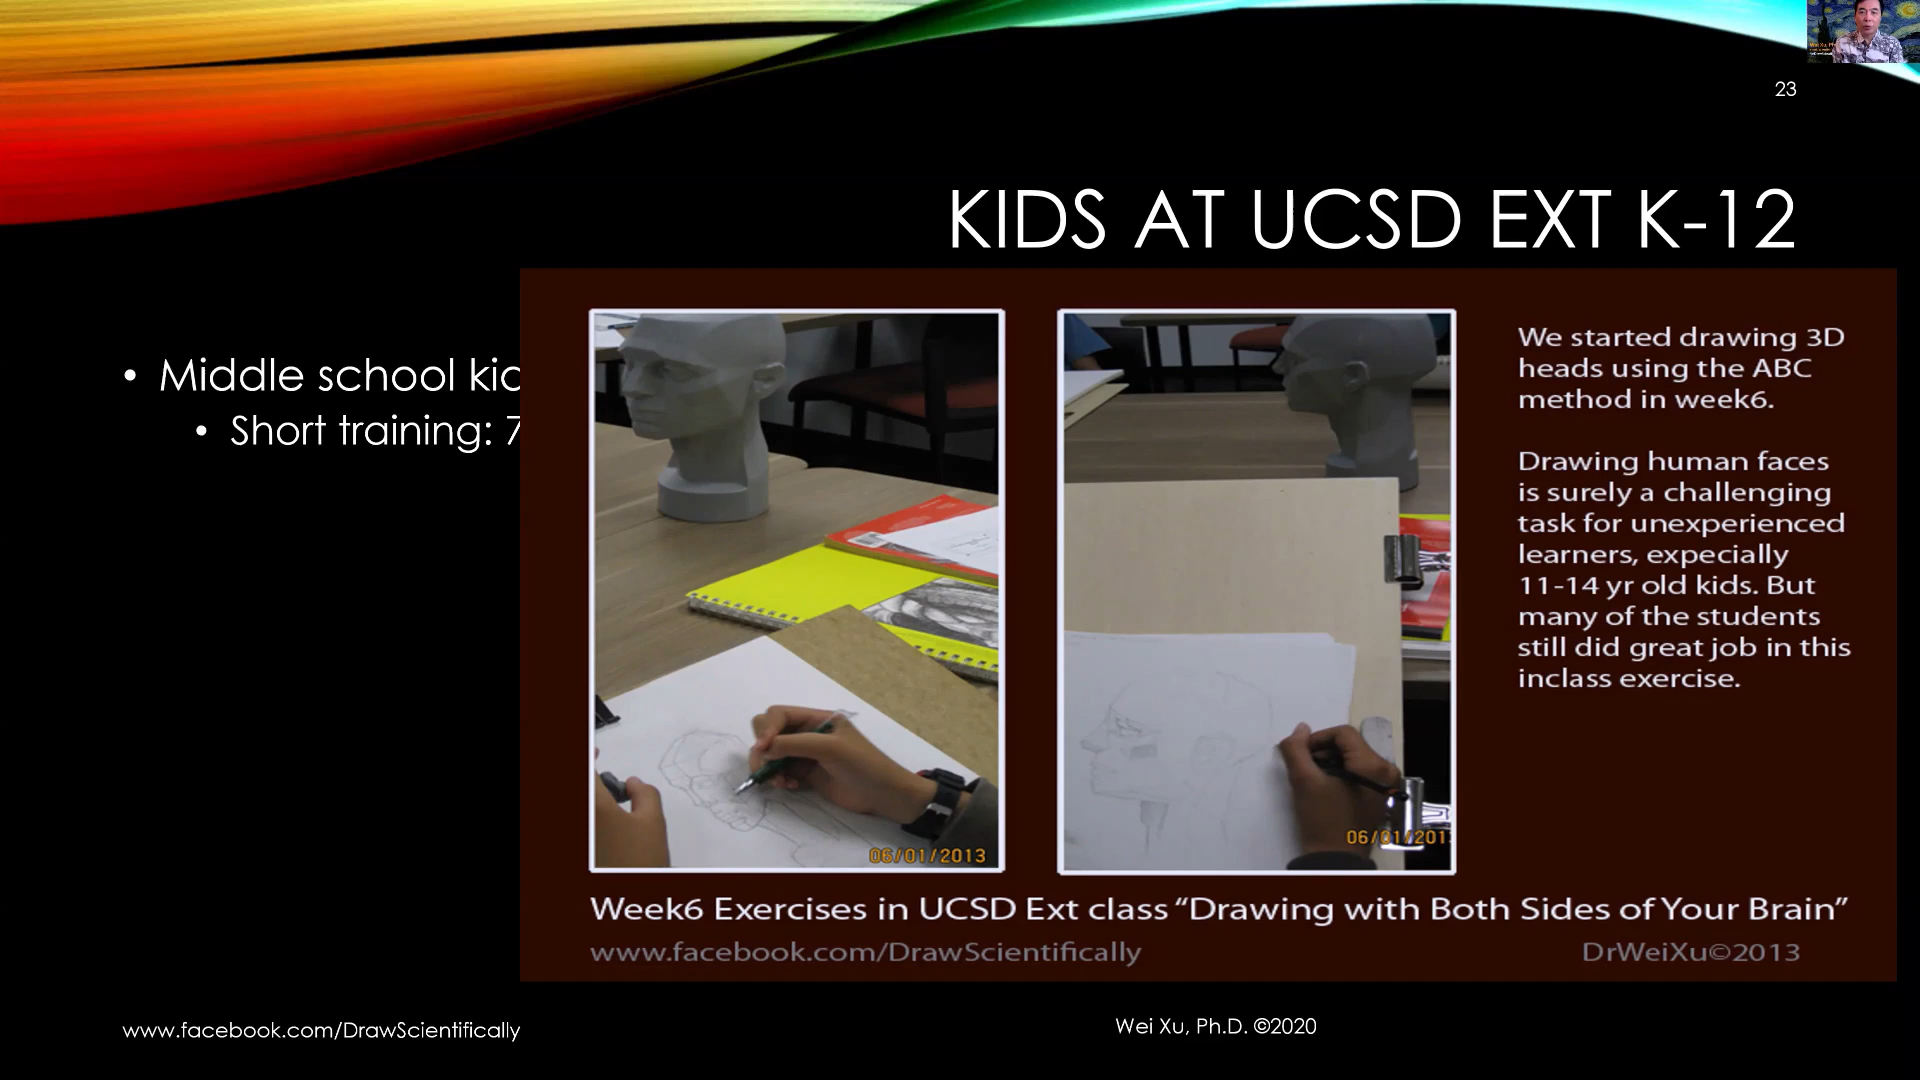 23
KIDS AT UCSD EXT K-12
• Middle school
• Short training: 7
We started drawing 3D
heads using the ABC
method in week6.
Drawing human faces
is surely a challenging
task for unexperienced
learners, expecially
11-14 yr old kids. But
many of the students
still did great job in this
inclass exercise.
06/01/2013
06/01/201
Week6 Exercises in UCSD Ext class “Drawing with Both Sides of Your Brain”
www.facebook.com/DrawScientifically
DrWeiXu©2013
www.facebook.com/DrawScientifically
Wei Xu, Ph.D. ©2020